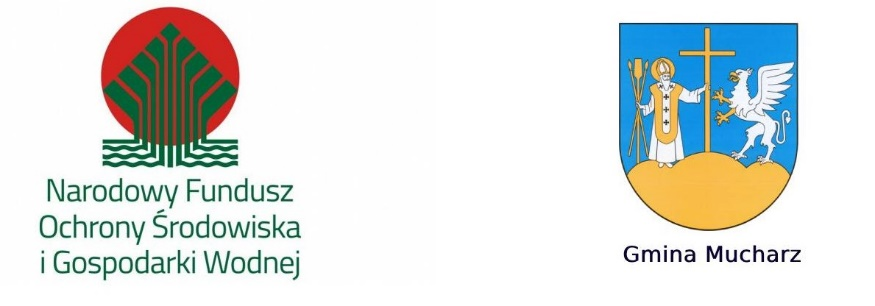 Narodowy Fundusz
Ochrony Środowiska
i Gospodarki Wodnej
Gmina Mucharz